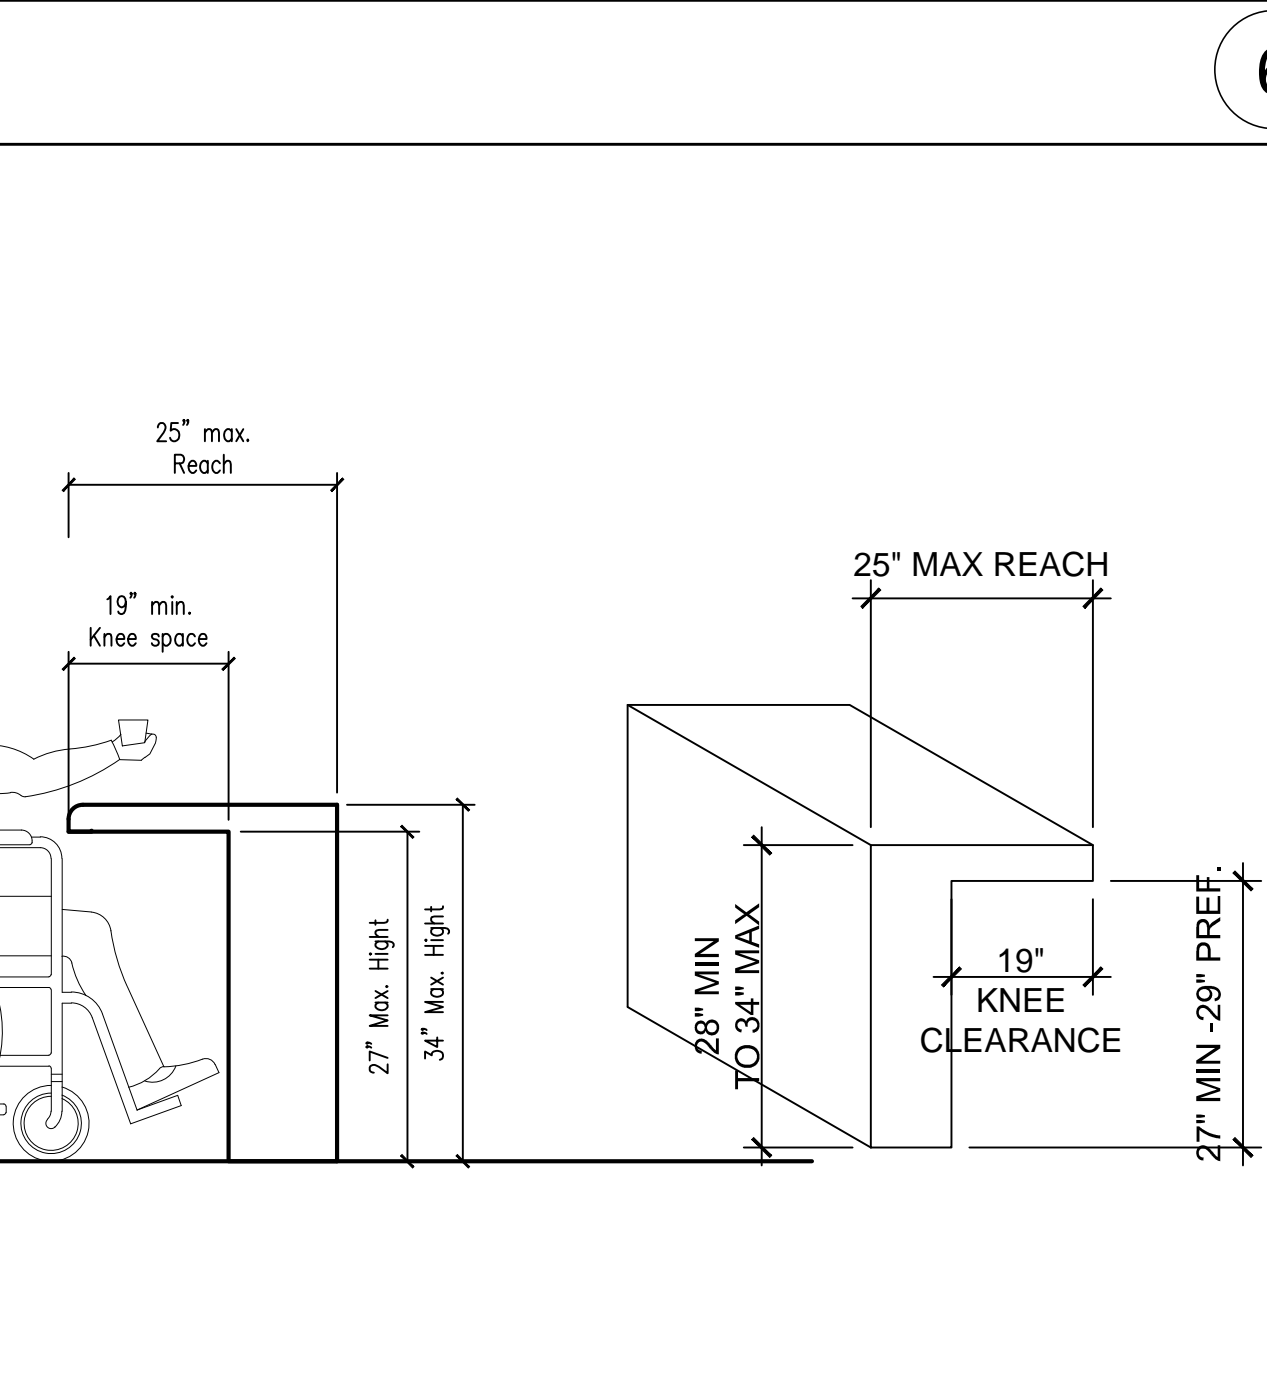 6
25” max.
Reach
19” min.
Knee space
27” Max. Hight
34” Max. Hight
25" MAX REACH
28" MIN
TO 34" MAX
19"
KNEE
CLEARANCE
27" MIN -29" PREF.